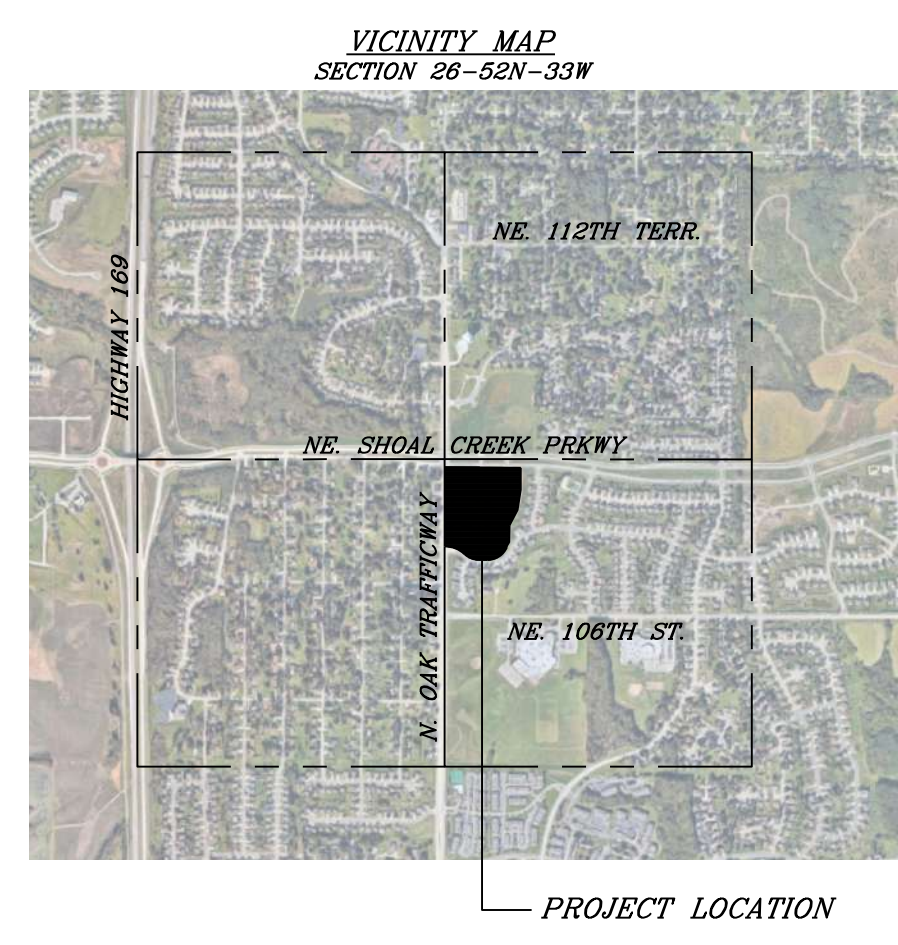 VICINITY MAP
SECTION 26-52N-33W
NE. 112TH TERR.
HIGHWAY 169
NE. SHOAL CREEK PRKWY
N. OAK TRAFFICWAY
NE. 106TH ST.
PROJECT LOCATION